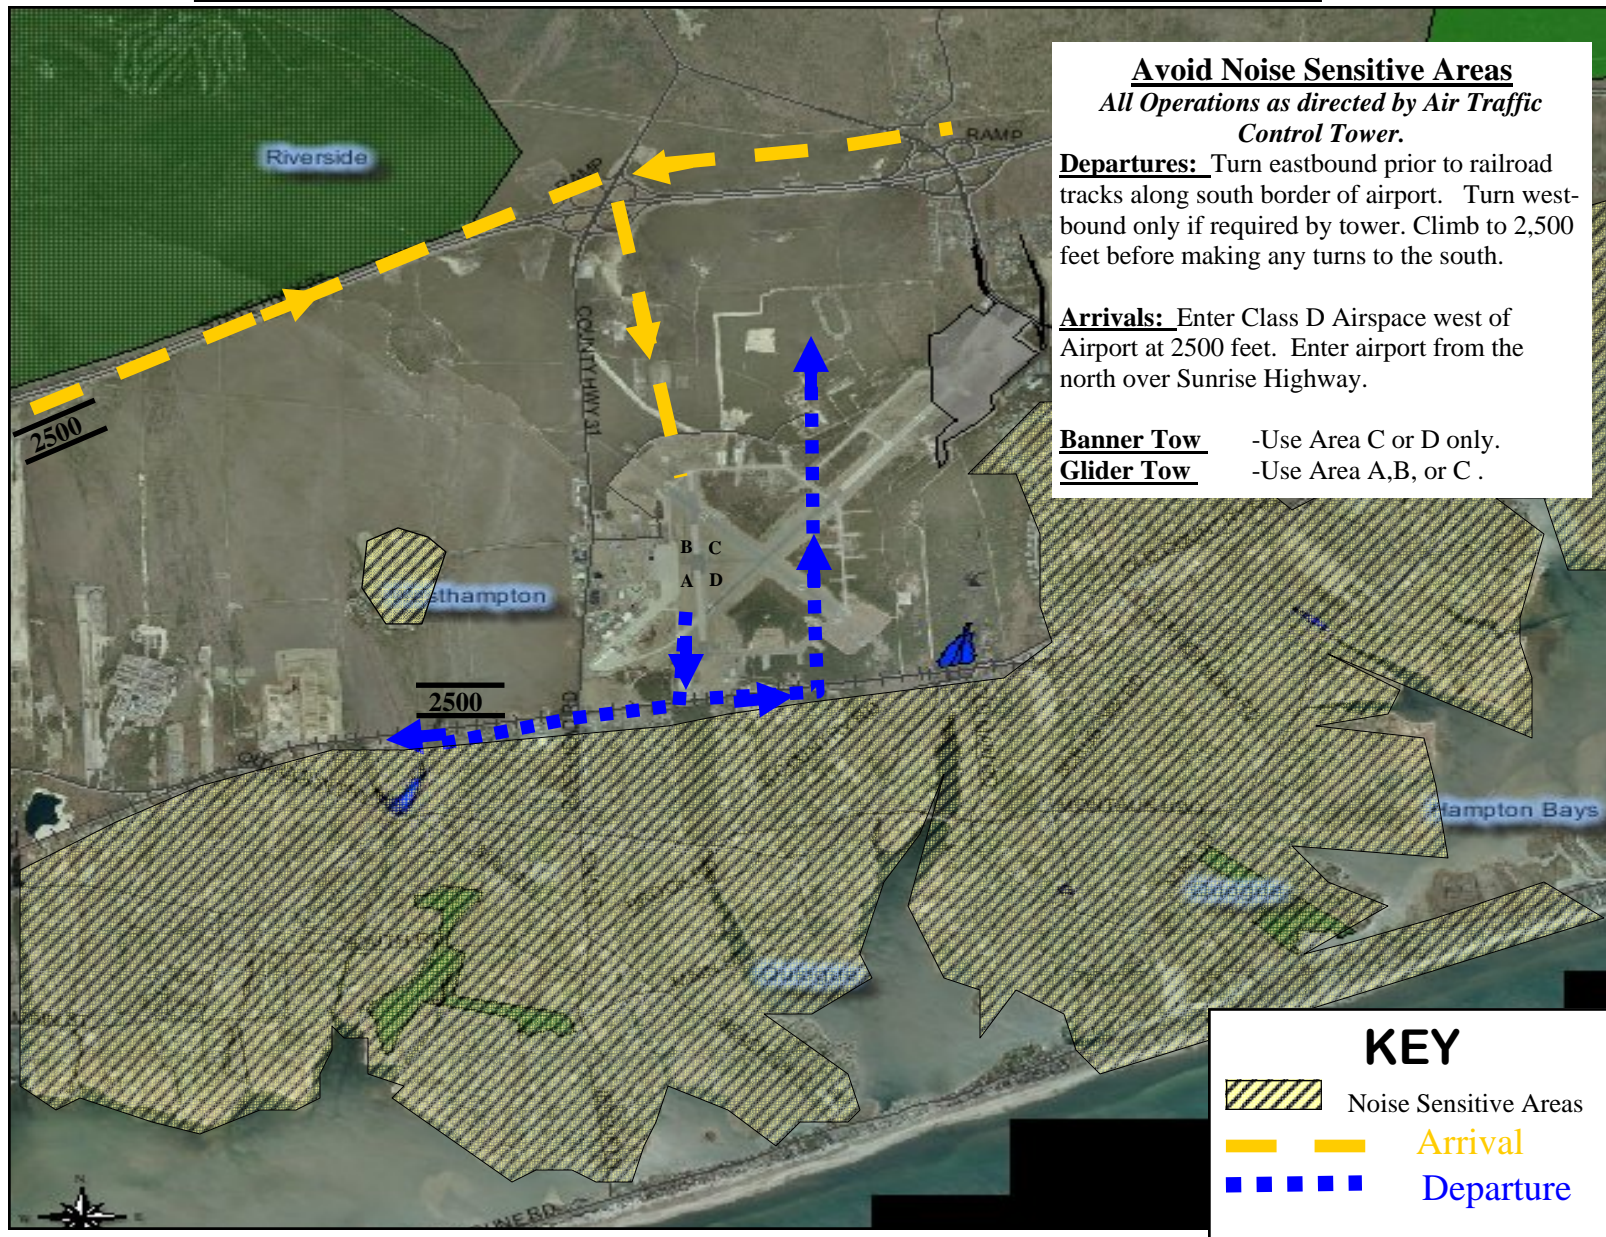 Avoid Noise Sensitive Areas
All Operations as directed by Air Traffic
Control Tower.
Departures: Turn eastbound prior to railroad
tracks along south border of airport. Turn west-
bound only if required by tower. Climb to 2,500
feet before making any turns to the south.
Arrivals: Enter Class D Airspace west of
Airport at 2500 feet. Enter airport from the
north over Sunrise Highway.
Banner Tow -Use Area C or D only.
Glider Tow -Use Area A,B, or C .
RAMP
Riverside
RAMP
COUNTY HWY 31
2500
B C
A D
sthampton
2500
Hampton Bays
KEY
Noise Sensitive Areas
Arrival
Departure
N
W E
DUNE RD